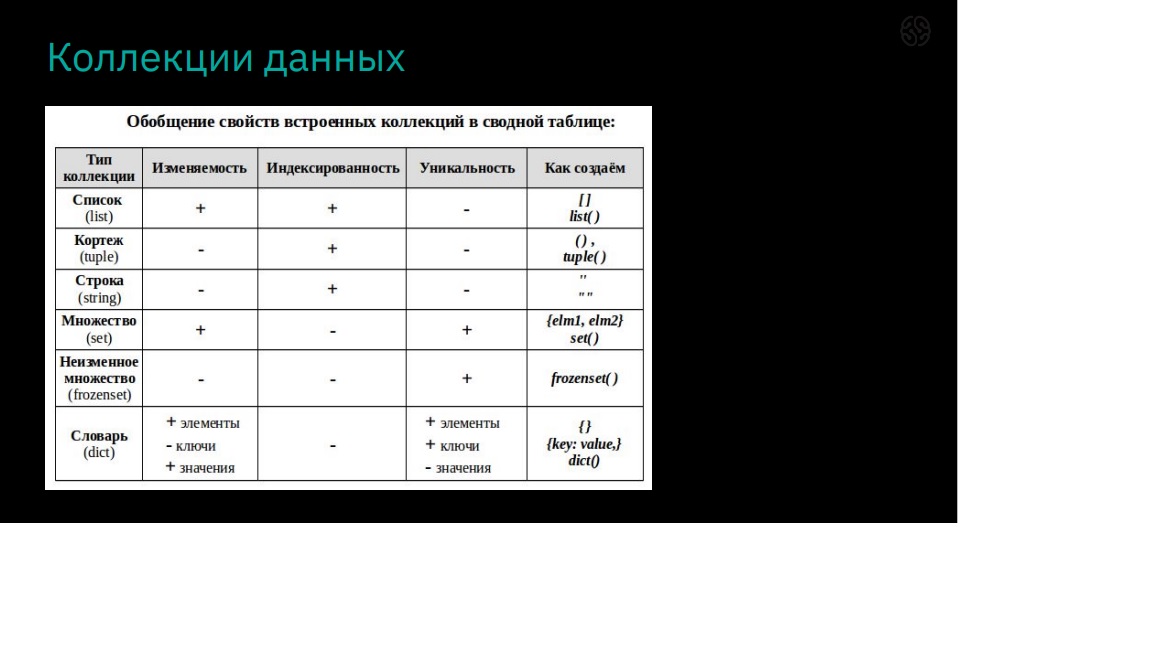 Коллекции данных
Обобщение свойств встроенных коллекций в сводной таблице:
Тип коллекции Изменяемость Индексированность Уникальность Как создаём
Список (list) + + - [ ] list( )
Кортеж (tuple) - + - ( ) , tuple( )
Строка (string) - + - '' " "
Множество (set) + - + {elm1, elm2} set( )
Неизменное множество (frozenset) - - + frozenset( )
Словарь (dict) + элементы - ключи + значения - + элементы + ключи - значения { } {key: value,} dict()